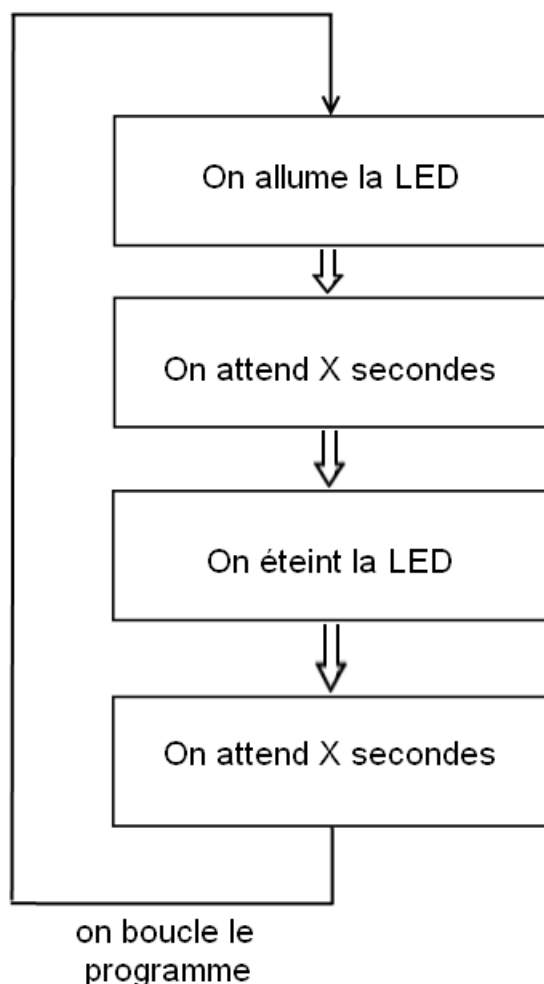 On allume la LED
On attend X secondes
On éteint la LED
On attend X secondes
on boucle le
programme